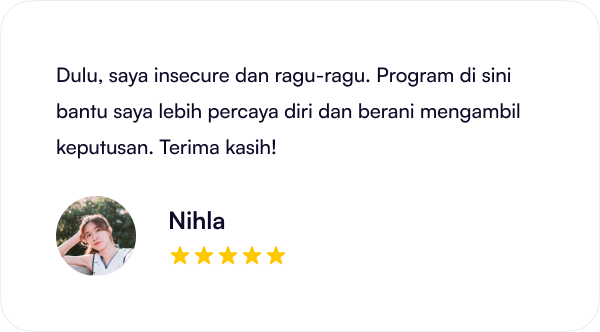 Dulu, saya insecure dan ragu-ragu. Program di sini
bantu saya lebih percaya diri dan berani mengambil
keputusan. Terima kasih!
Nihla